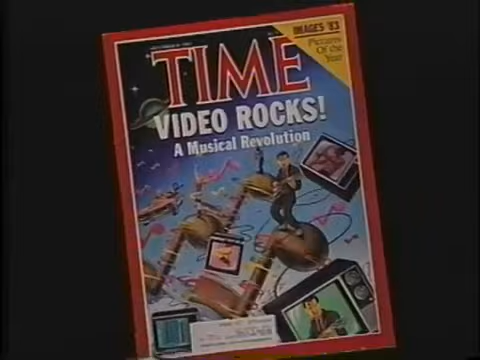 IMAGES '83
Pictures
Of the
Year
TIME
VIDEO ROCKS!
A Musical Revolution